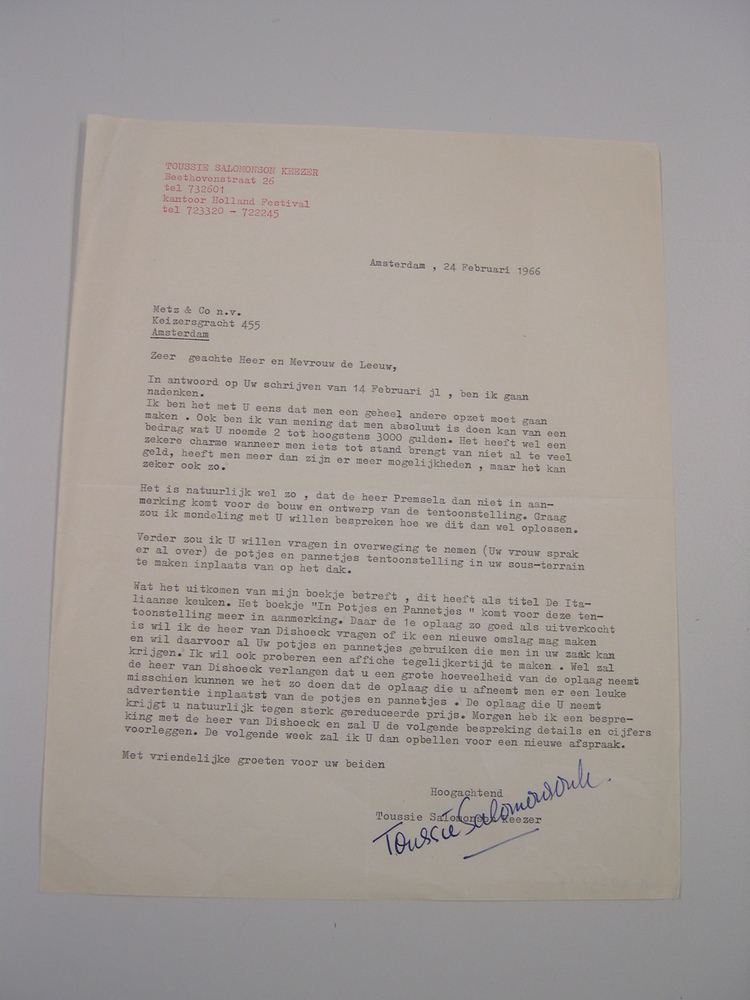 TOUSSIE SALOMONSON KEEZER
Beethovenstraat 26
tel 732601
kantoor Holland Festival
tel 723320 - 722245
Amsterdam , 24 Februari 1966
Metz & Co n.v.
Keizersgracht 455
Amsterdam
Zeer geachte Heer en Mevrouw de Leeuw,
In antwoord op Uw schrijven van 14 Februari jl , ben ik gaan
nadenken.
Ik ben het met U eens dat men een geheel andere opzet moet gaan
maken . Ook ben ik van mening dat men absoluut is doen kan van een
bedrag wat U noemde 2 tot hoogstens 3000 gulden. Het heeft wel een
zekere charme wanneer men iets tot stand brengt van niet al te veel
geld, heeft men meer dan zijn er meer mogelijkheden , maar het kan
zeker ook zo.
Het is natuurlijk wel zo , dat de heer Premsela dan niet in aan-
merking komt voor de bouw en ontwerp van de tentoonstelling. Graag
zou ik mondeling met U willen bespreken hoe we dit dan wel oplossen.
Verder zou ik U willen vragen in overweging te nemen (Uw vrouw sprak
er al over) de potjes en pannetjes tentoonstelling in uw sous-terrain
te maken inplaats van op het dak.
Wat het uitkomen van mijn boekje betreft , dit heeft als titel De Ita-
liaanse keuken. Het boekje "In Potjes en Pannetjes " komt voor deze ten-
toonstelling meer in aanmerking. Daar de 1e oplaag zo goed als uitverkocht
is wil ik de heer van Dishoeck vragen of ik een nieuwe omslag mag maken
en wil daarvoor al Uw potjes en pannetjes gebruiken die men in uw zaak kan
krijgen. Ik wil ook proberen een affiche tegelijkertijd te maken . Wel zal
de heer van Dishoeck verlangen dat u een grote hoeveelheid van de oplaag neemt
misschien kunnen we het zo doen dat de oplaag die u afneemt men er een leuke
advertentie inplaatst van de potjes en pannetjes . De oplaag die U neemt
krijgt u natuurlijk tegen sterk gereduceerde prijs. Morgen heb ik een bespre-
king met de heer van Dishoeck en zal U de volgende bespreking details en cijfers
voorleggen. De volgende week zal ik U dan opbellen voor een nieuwe afspraak.
Met vriendelijke groeten voor uw beiden
Hoogachtend
Toussie Salomonson Keezer
Toussie Salomonsonk.